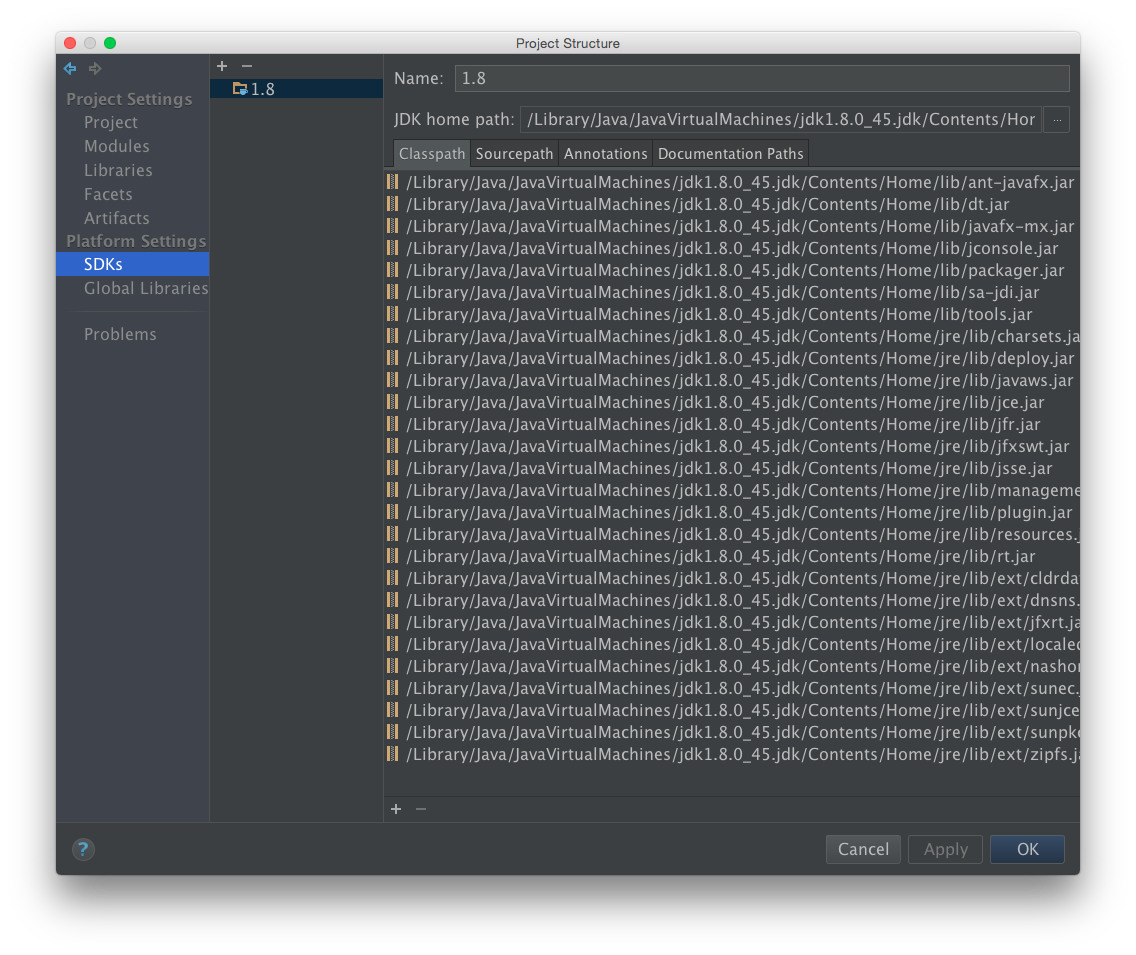 Project Structure
Project Settings
Project
Modules
Libraries
Facets
Artifacts
Platform Settings
SDKs
Global Libraries
Problems
+ −
1.8
Name: 1.8
JDK home path: /Library/Java/JavaVirtualMachines/jdk1.8.0_45.jdk/Contents/Hor ...
Classpath Sourcepath Annotations Documentation Paths
/Library/Java/JavaVirtualMachines/jdk1.8.0_45.jdk/Contents/Home/lib/ant-javafx.jar
/Library/Java/JavaVirtualMachines/jdk1.8.0_45.jdk/Contents/Home/lib/dt.jar
/Library/Java/JavaVirtualMachines/jdk1.8.0_45.jdk/Contents/Home/lib/javafx-mx.jar
/Library/Java/JavaVirtualMachines/jdk1.8.0_45.jdk/Contents/Home/lib/jconsole.jar
/Library/Java/JavaVirtualMachines/jdk1.8.0_45.jdk/Contents/Home/lib/packager.jar
/Library/Java/JavaVirtualMachines/jdk1.8.0_45.jdk/Contents/Home/lib/sa-jdi.jar
/Library/Java/JavaVirtualMachines/jdk1.8.0_45.jdk/Contents/Home/lib/tools.jar
/Library/Java/JavaVirtualMachines/jdk1.8.0_45.jdk/Contents/Home/jre/lib/charsets.ja
/Library/Java/JavaVirtualMachines/jdk1.8.0_45.jdk/Contents/Home/jre/lib/deploy.jar
/Library/Java/JavaVirtualMachines/jdk1.8.0_45.jdk/Contents/Home/jre/lib/javaws.jar
/Library/Java/JavaVirtualMachines/jdk1.8.0_45.jdk/Contents/Home/jre/lib/jce.jar
/Library/Java/JavaVirtualMachines/jdk1.8.0_45.jdk/Contents/Home/jre/lib/jfr.jar
/Library/Java/JavaVirtualMachines/jdk1.8.0_45.jdk/Contents/Home/jre/lib/jfxswt.jar
/Library/Java/JavaVirtualMachines/jdk1.8.0_45.jdk/Contents/Home/jre/lib/jsse.jar
/Library/Java/JavaVirtualMachines/jdk1.8.0_45.jdk/Contents/Home/jre/lib/manageme
/Library/Java/JavaVirtualMachines/jdk1.8.0_45.jdk/Contents/Home/jre/lib/plugin.jar
/Library/Java/JavaVirtualMachines/jdk1.8.0_45.jdk/Contents/Home/jre/lib/resources.j
/Library/Java/JavaVirtualMachines/jdk1.8.0_45.jdk/Contents/Home/jre/lib/rt.jar
/Library/Java/JavaVirtualMachines/jdk1.8.0_45.jdk/Contents/Home/jre/lib/ext/cldrda
/Library/Java/JavaVirtualMachines/jdk1.8.0_45.jdk/Contents/Home/jre/lib/ext/dnsns.
/Library/Java/JavaVirtualMachines/jdk1.8.0_45.jdk/Contents/Home/jre/lib/ext/jfxrt.ja
/Library/Java/JavaVirtualMachines/jdk1.8.0_45.jdk/Contents/Home/jre/lib/ext/localed
/Library/Java/JavaVirtualMachines/jdk1.8.0_45.jdk/Contents/Home/jre/lib/ext/nashor
/Library/Java/JavaVirtualMachines/jdk1.8.0_45.jdk/Contents/Home/jre/lib/ext/sunec.
/Library/Java/JavaVirtualMachines/jdk1.8.0_45.jdk/Contents/Home/jre/lib/ext/sunjce
/Library/Java/JavaVirtualMachines/jdk1.8.0_45.jdk/Contents/Home/jre/lib/ext/sunpkc
/Library/Java/JavaVirtualMachines/jdk1.8.0_45.jdk/Contents/Home/jre/lib/ext/zipfs.ja
+ −
? Cancel Apply OK